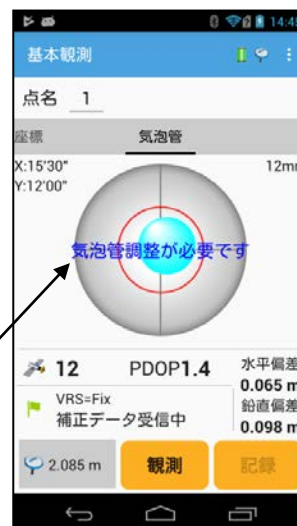 14:45
基本観測
点名 1
座標 気泡管
X:15'30" 12mm
Y:12'00"
気泡管調整が必要です
12 PDOP1.4 水平偏差
0.065 m
VRS=Fix 鉛直偏差
補正データ受信中 0.098 m
2.085 m 観測 記録